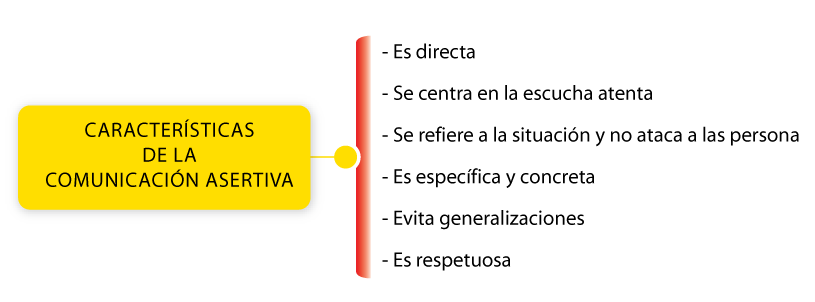 CARACTERÍSTICAS
DE LA
COMUNICACIÓN ASERTIVA
- Es directa
- Se centra en la escucha atenta
- Se refiere a la situación y no ataca a las persona
- Es específica y concreta
- Evita generalizaciones
- Es respetuosa